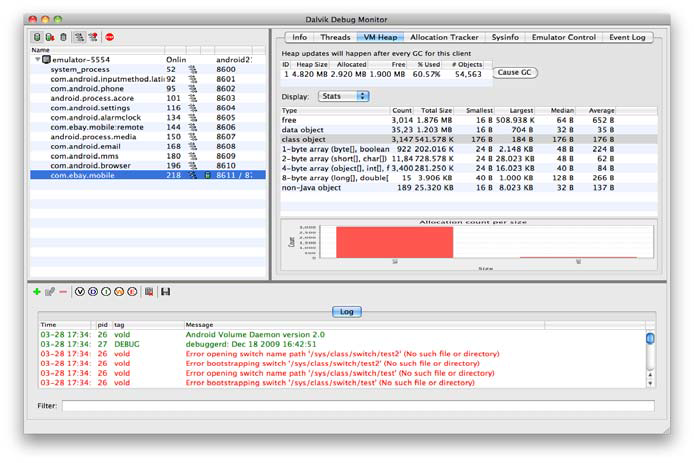 Dalvik Debug Monitor
Name
emulator-5554 Onlin android2:
system_process 52 8600
com.android.inputmethod.latin 92 8601
com.android.phone 95 8602
android.process.acore 101 8603
com.android.settings 116 8604
com.android.alarmclock 134 8605
com.ebay.mobile:remote 144 8606
android.process.media 150 8607
com.android.email 168 8608
com.android.mms 180 8609
com.android.browser 196 8610
com.ebay.mobile 218 8611 / 87
Info Threads VM Heap Allocation Tracker Sysinfo Emulator Control Event Log
Heap updates will happen after every GC for this client
ID Heap Size Allocated Free % Used # Objects
1 4.820 MB 2.920 MB 1.900 MB 60.57% 54,563 Cause GC
Display: Stats
Type Count Total Size Smallest Largest Median Average
free 3,014 1.876 MB 16 B 508.938 K 64 B 652 B
data object 35,23 1.203 MB 16 B 704 B 32 B 35 B
class object 3,147 541.250 K 176 B 184 B 176 B 176 B
1-byte array (byte[], boolean 922 202.016 K 24 B 2.148 KB 48 B 224 B
2-byte array (short[], char[]) 11,84 728.578 K 24 B 28.023 KB 48 B 62 B
4-byte array (object[], int[], f 3,400 281.430 K 24 B 16.023 KB 40 B 84 B
8-byte array (long[], double[ 15 3.906 KB 40 B 1.000 KB 128 B 266 B
non-Java object 189 25.320 KB 16 B 8.023 KB 32 B 137 B
Allocation count per size
3,000
2,500
2,000
1,500
1,000
500
0
Count
Size
Log
Time pid tag Message
03-28 17:34: 26 vold Android Volume Daemon version 2.0
03-28 17:34: 27 DEBUG debuggerd: Dec 18 2009 16:42:51
03-28 17:34: 26 vold Error opening switch name path '/sys/class/switch/test2' (No such file or directory)
03-28 17:34: 26 vold Error bootstrapping switch '/sys/class/switch/test2' (No such file or directory)
03-28 17:34: 26 vold Error opening switch name path '/sys/class/switch/test' (No such file or directory)
03-28 17:34: 26 vold Error bootstrapping switch '/sys/class/switch/test' (No such file or directory)
Filter: